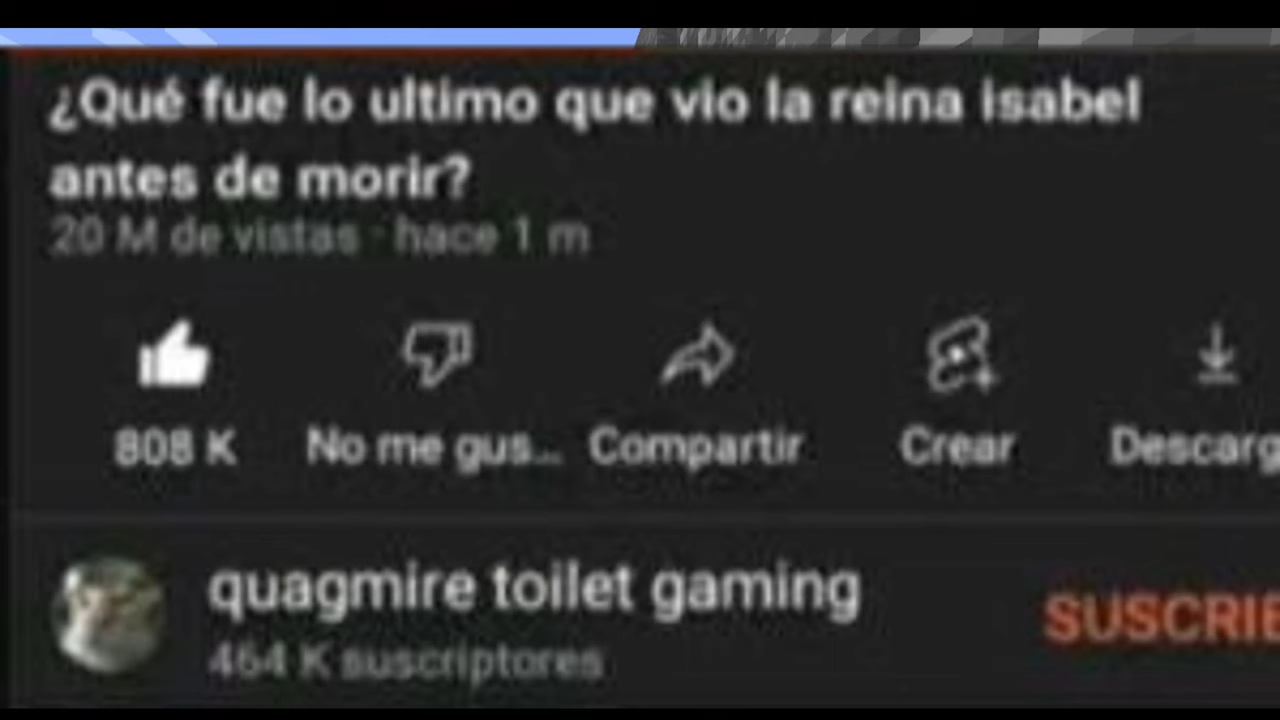 ¿Qué fue lo ultimo que vio la reina isabel
antes de morir?
20 M de vistas · hace 1 m
808 K No me gus... Compartir Crear Descarg
quagmire toilet gaming
SUSCRIB
464 K suscriptores